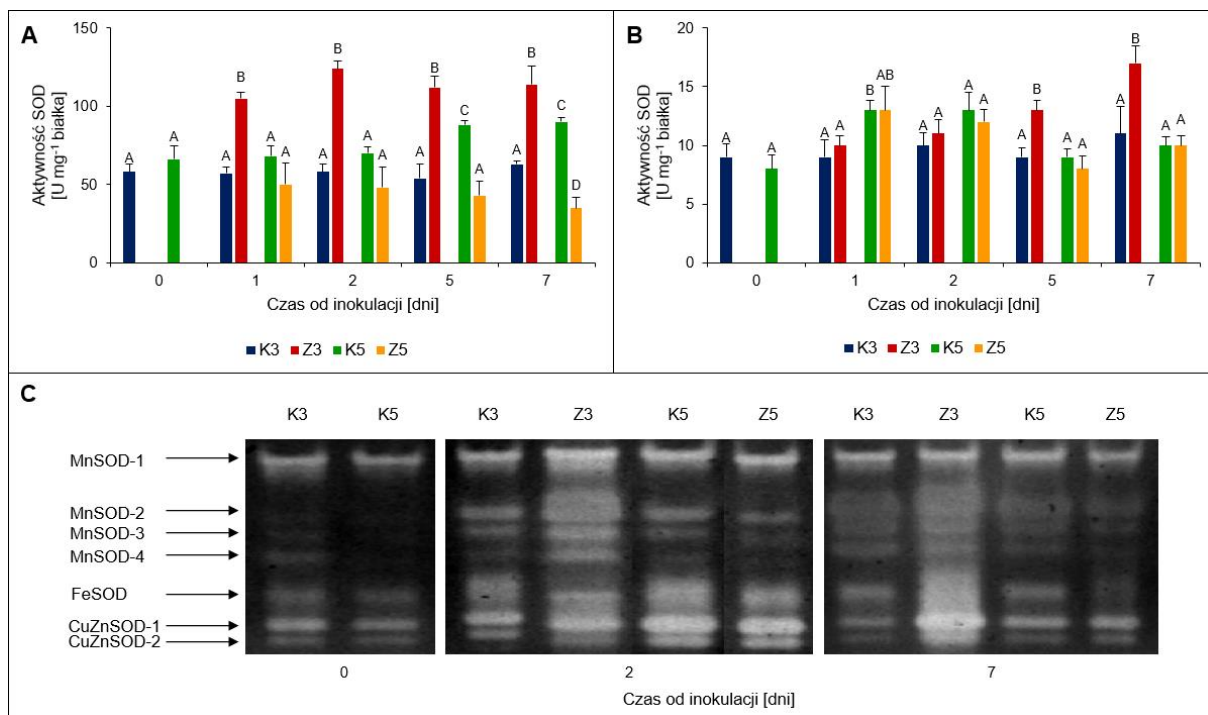 A
150
100
50
0
Aktywność SOD
[U mg⁻¹ białka]
A A
A B A A
A B A A
A B C A
A B C D
0 1 2 5 7
Czas od inokulacji [dni]
K3 Z3 K5 Z5
B
20
15
10
5
0
Aktywność SOD
[U mg⁻¹ białka]
A A
A A B AB
A A A A
A B A A
A B A A
0 1 2 5 7
Czas od inokulacji [dni]
K3 Z3 K5 Z5
C
K3 K5 K3 Z3 K5 Z5 K3 Z3 K5 Z5
MnSOD-1
MnSOD-2
MnSOD-3
MnSOD-4
FeSOD
CuZnSOD-1
CuZnSOD-2
0 2 7
Czas od inokulacji [dni]